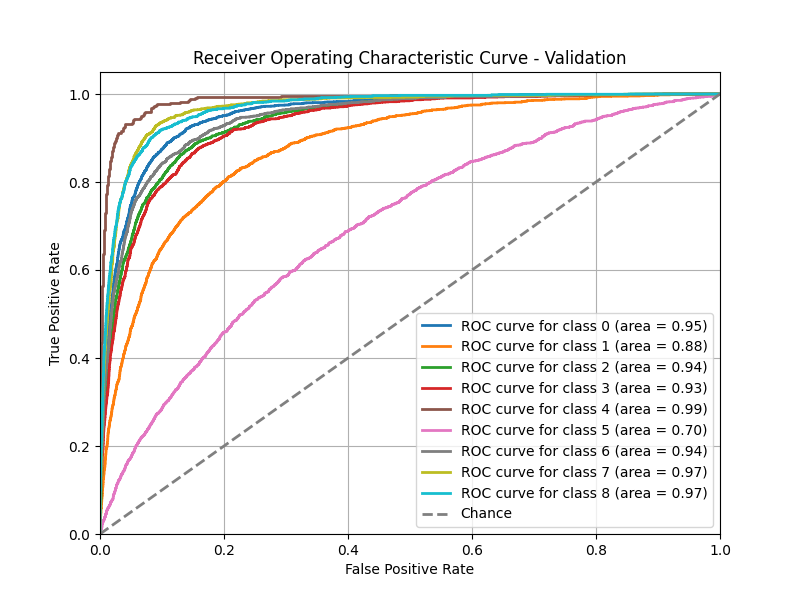 Receiver Operating Characteristic Curve - Validation
True Positive Rate
1.0
0.8
0.6
0.4
0.2
0.0
ROC curve for class 0 (area = 0.95)
ROC curve for class 1 (area = 0.88)
ROC curve for class 2 (area = 0.94)
ROC curve for class 3 (area = 0.93)
ROC curve for class 4 (area = 0.99)
ROC curve for class 5 (area = 0.70)
ROC curve for class 6 (area = 0.94)
ROC curve for class 7 (area = 0.97)
ROC curve for class 8 (area = 0.97)
Chance
0.0 0.2 0.4 0.6 0.8 1.0
False Positive Rate